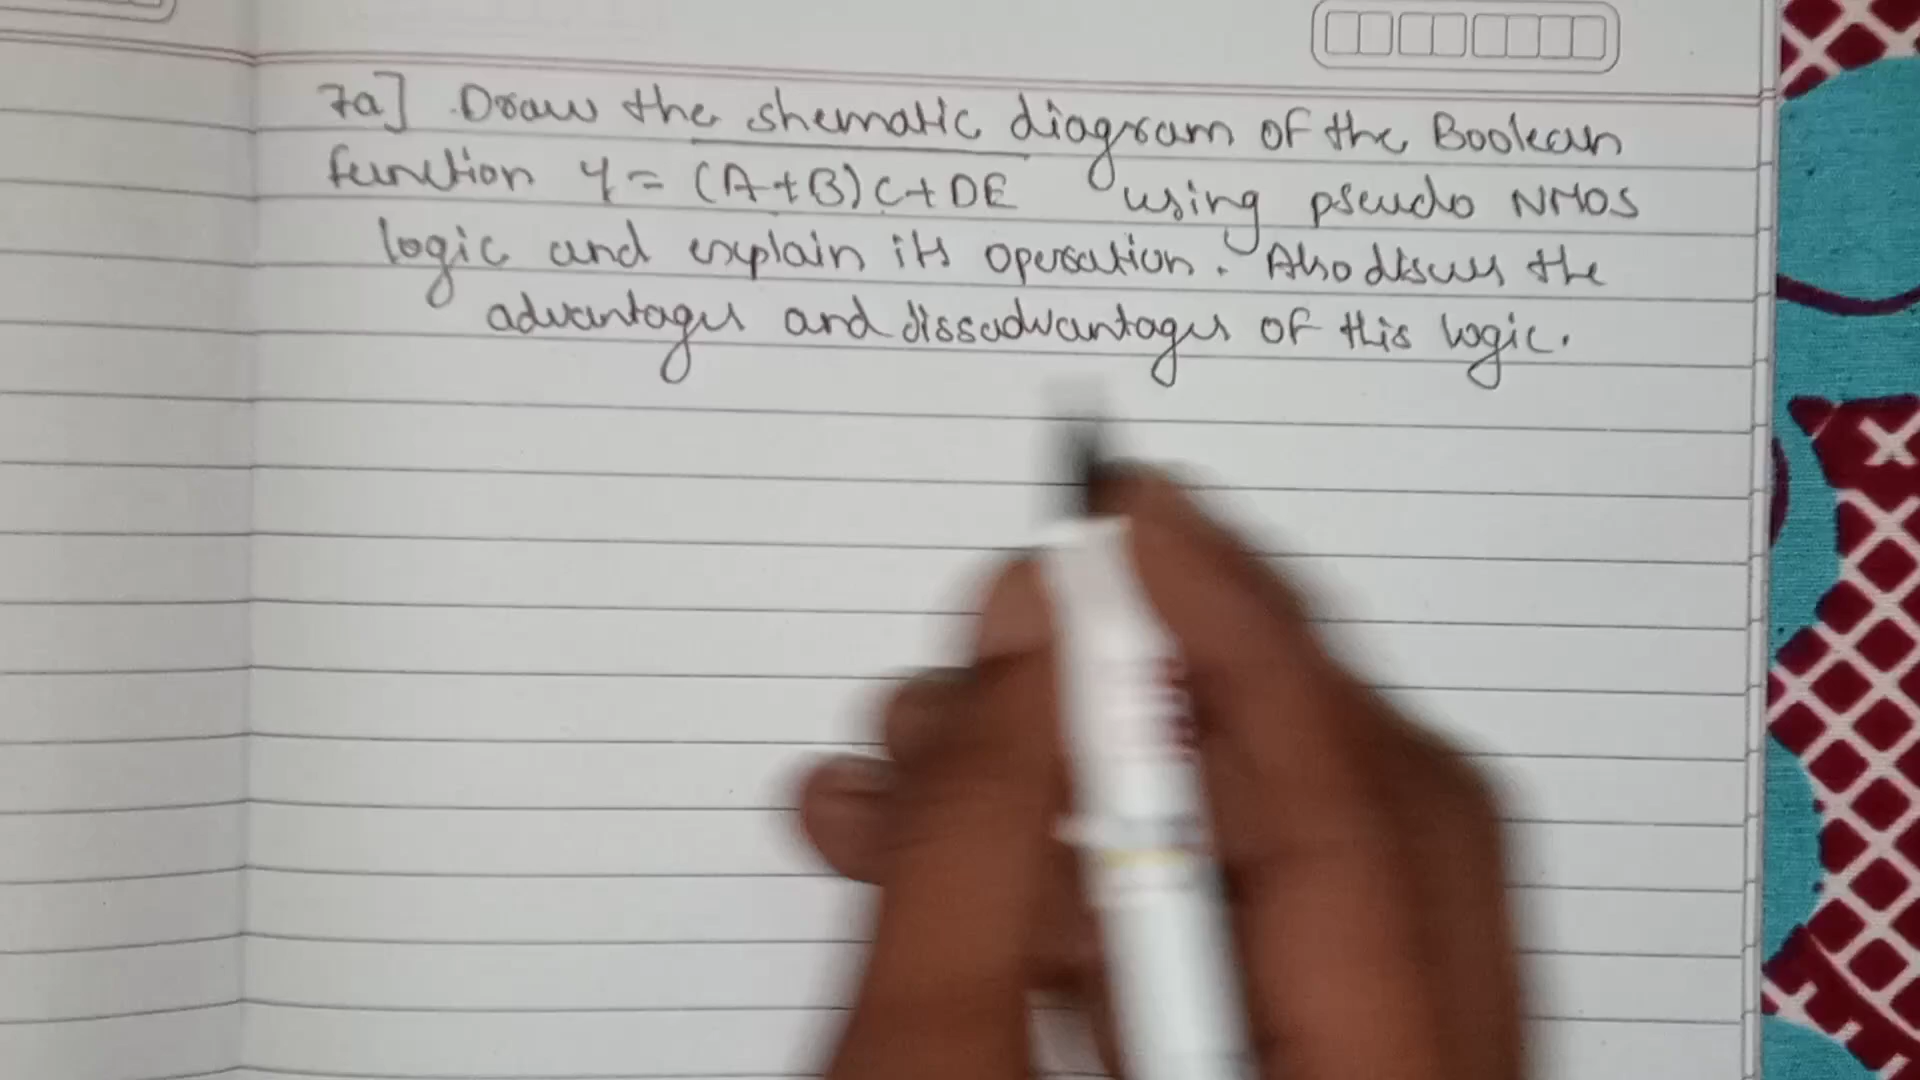 7a] Draw the shematic diagram of the Boolean
function Y = (A+B)C+DE using pseudo NMOS
logic and explain its operation. Also discuss the
advantages and dissadvantages of this logic.